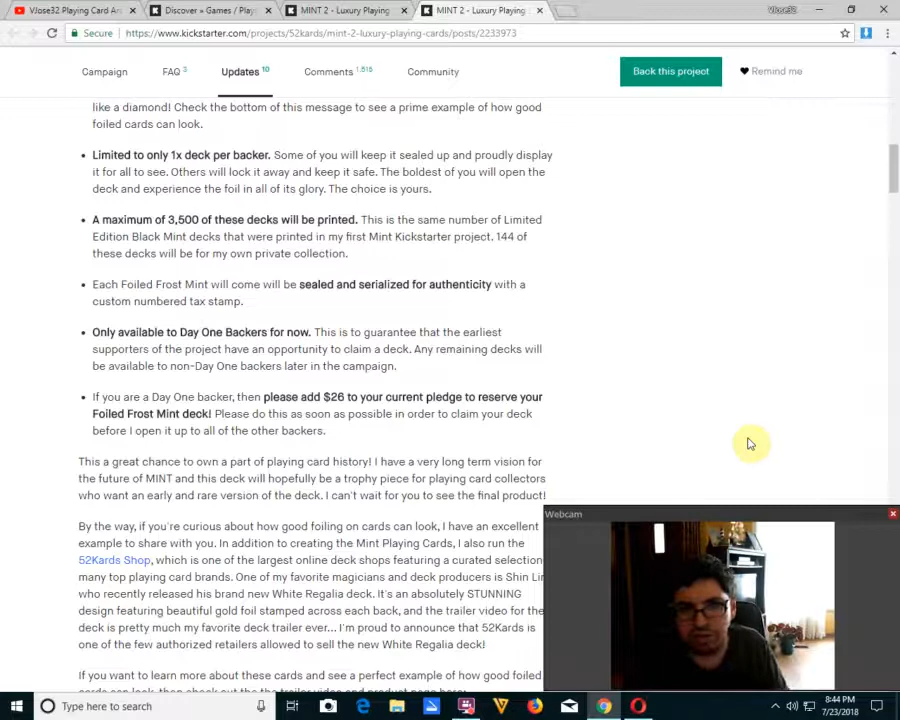 VJose32 Playing Card An
Discover » Games / Playi
MINT 2 - Luxury Playing
MINT 2 - Luxury Playing
VJose32
Secure
https://www.kickstarter.com/projects/52kards/mint-2-luxury-playing-cards/posts/2233973
Campaign FAQ 3 Updates 10 Comments 1,515 Community Back this project Remind me
like a diamond! Check the bottom of this message to see a prime example of how good
foiled cards can look.
• Limited to only 1x deck per backer. Some of you will keep it sealed up and proudly display
it for all to see. Others will lock it away and keep it safe. The boldest of you will open the
deck and experience the foil in all of its glory. The choice is yours.
• A maximum of 3,500 of these decks will be printed. This is the same number of Limited
Edition Black Mint decks that were printed in my first Mint Kickstarter project. 144 of
these decks will be for my own private collection.
• Each Foiled Frost Mint will come will be sealed and serialized for authenticity with a
custom numbered tax stamp.
• Only available to Day One Backers for now. This is to guarantee that the earliest
supporters of the project have an opportunity to claim a deck. Any remaining decks will
be available to non-Day One backers later in the campaign.
• If you are a Day One backer, then please add $26 to your current pledge to reserve your
Foiled Frost Mint deck! Please do this as soon as possible in order to claim your deck
before I open it up to all of the other backers.
This a great chance to own a part of playing card history! I have a very long term vision for
the future of MINT and this deck will hopefully be a trophy piece for playing card collectors
who want an early and rare version of the deck. I can't wait for you to see the final product!
By the way, if you're curious about how good foiling on cards can look, I have an excellent
example to share with you. In addition to creating the Mint Playing Cards, I also run the
52Kards Shop, which is one of the largest online deck shops featuring a curated selection
many top playing card brands. One of my favorite magicians and deck producers is Shin Lim
who recently released his brand new White Regalia deck. It's an absolutely STUNNING
design featuring beautiful gold foil stamped across each back, and the trailer video for the
deck is pretty much my favorite deck trailer ever... I'm proud to announce that 52Kards is
one of the few authorized retailers allowed to sell the new White Regalia deck!
If you want to learn more about these cards and see a perfect example of how good foiled
cards can look, then check out the the trailer video and product page here:
Webcam
Type here to search
8:44 PM
7/23/2018